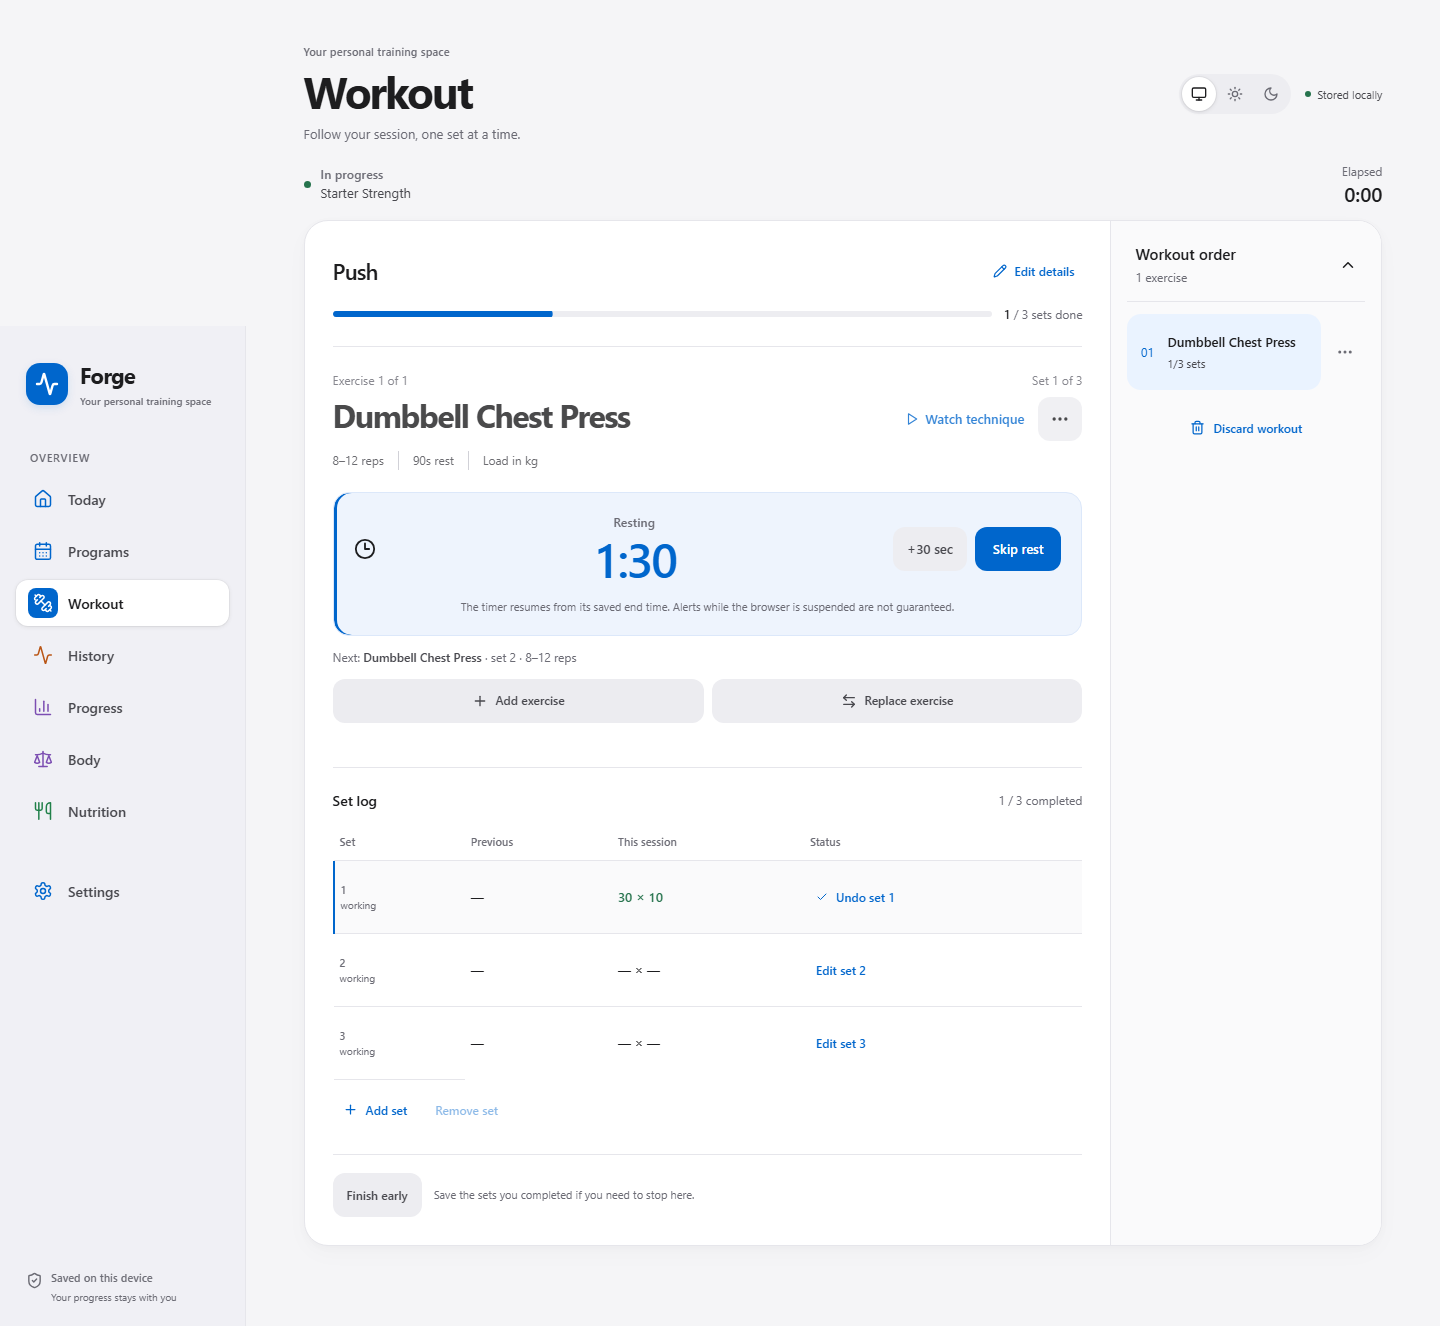 Your personal training space
Workout
Follow your session, one set at a time.
Stored locally
In progress
Starter Strength
Elapsed
0:00
Forge
Your personal training space
OVERVIEW
Today
Programs
Workout
History
Progress
Body
Nutrition
Settings
Saved on this device
Your progress stays with you
Push
Edit details
1 / 3 sets done
Exercise 1 of 1
Set 1 of 3
Dumbbell Chest Press
Watch technique
8–12 reps
90s rest
Load in kg
Resting
1:30
+30 sec
Skip rest
The timer resumes from its saved end time. Alerts while the browser is suspended are not guaranteed.
Next: Dumbbell Chest Press · set 2 · 8–12 reps
Add exercise
Replace exercise
Set log
1 / 3 completed
Set Previous This session Status
1
working
— 30 × 10 Undo set 1
2
working
— — × — Edit set 2
3
working
— — × — Edit set 3
Add set
Remove set
Finish early
Save the sets you completed if you need to stop here.
Workout order
1 exercise
01
Dumbbell Chest Press
1/3 sets
Discard workout